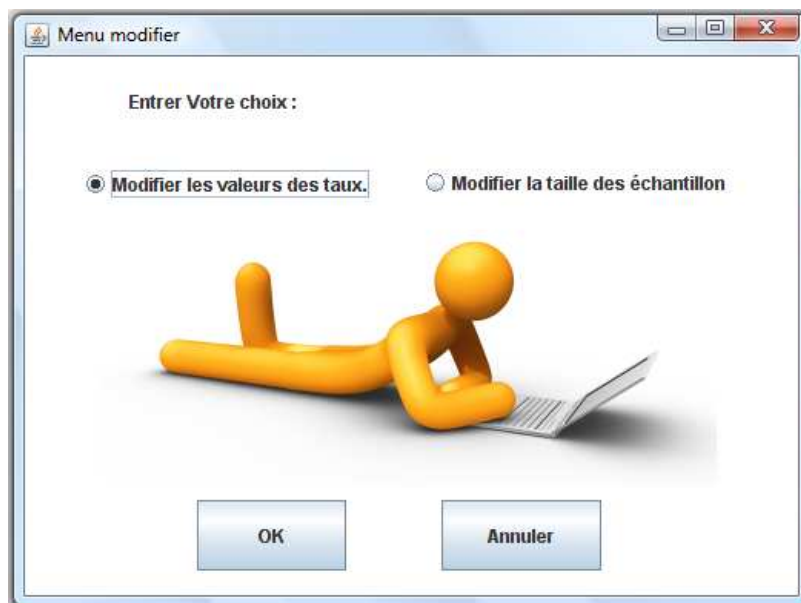 Menu modifier
Entrer Votre choix :
Modifier les valeurs des taux.
Modifier la taille des échantillon
OK
Annuler